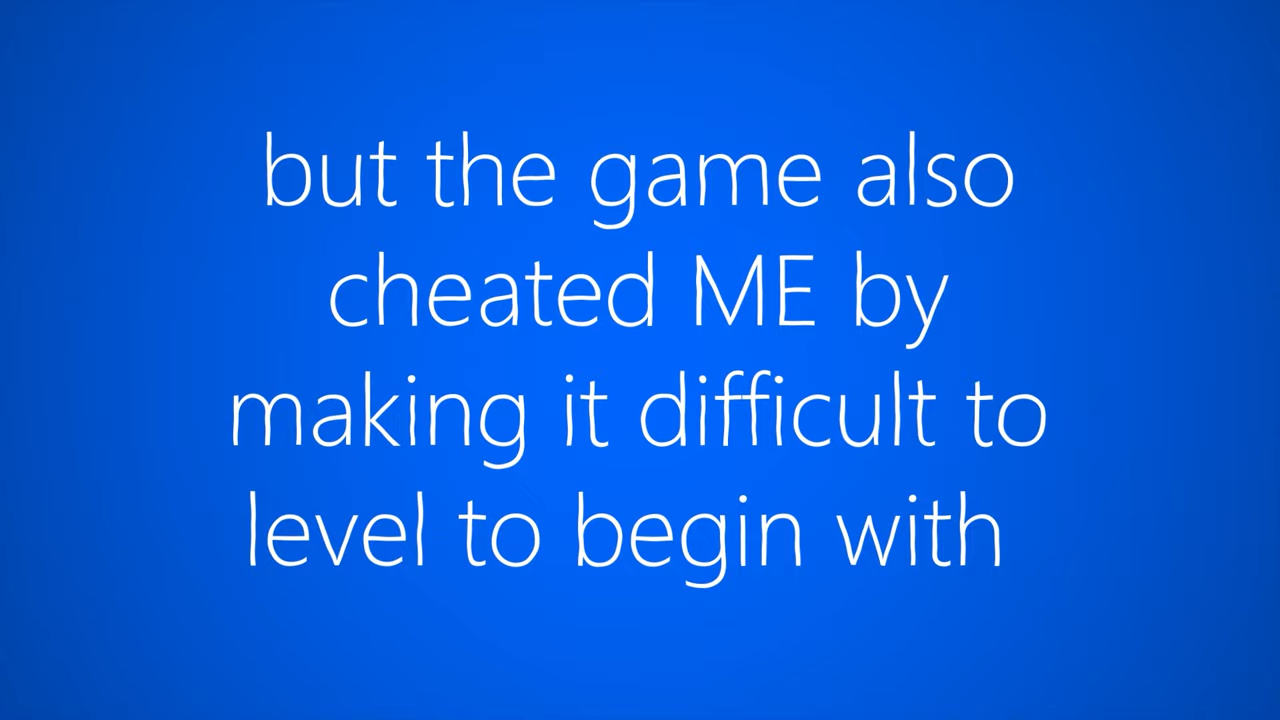 but the game also
cheated ME by
making it difficult to
level to begin with